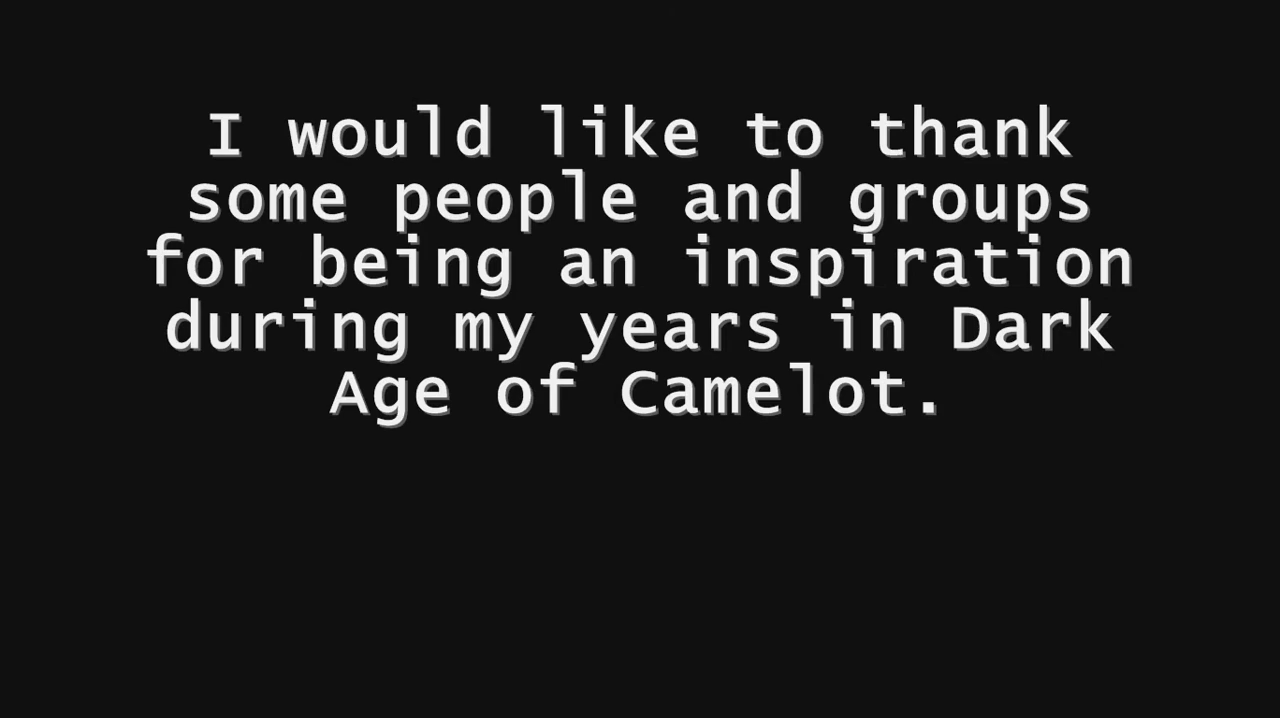 I would like to thank
some people and groups
for being an inspiration
during my years in Dark
Age of Camelot.